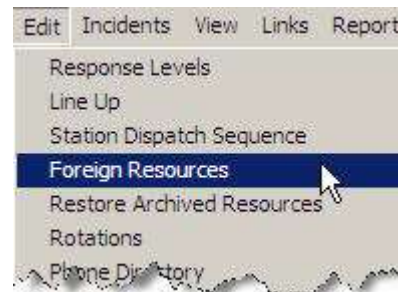 Edit Incidents View Links Report
Response Levels
Line Up
Station Dispatch Sequence
Foreign Resources
Restore Archived Resources
Rotations
Phone Directory